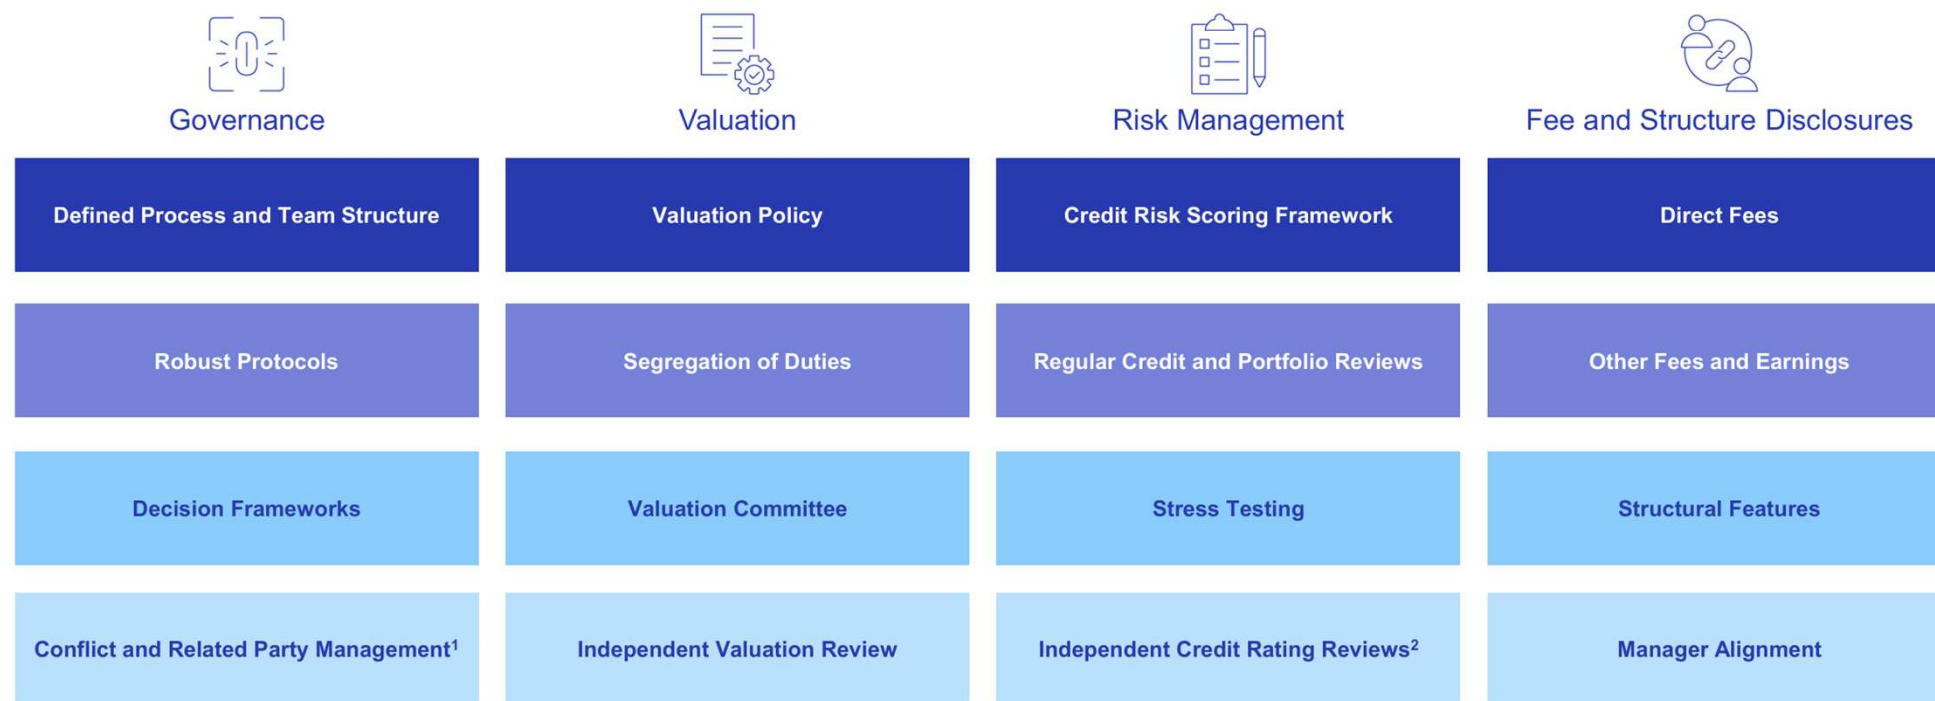 Governance
Valuation
Risk Management
Fee and Structure Disclosures
Defined Process and Team Structure
Valuation Policy
Credit Risk Scoring Framework
Direct Fees
Robust Protocols
Segregation of Duties
Regular Credit and Portfolio Reviews
Other Fees and Earnings
Decision Frameworks
Valuation Committee
Stress Testing
Structural Features
Conflict and Related Party Management¹
Independent Valuation Review
Independent Credit Rating Reviews²
Manager Alignment